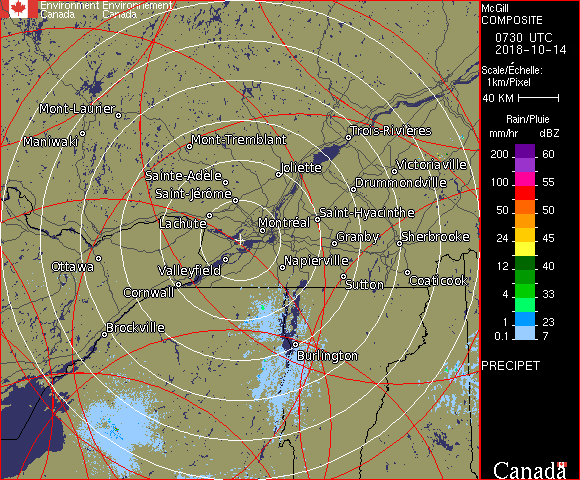 Environment Environnement
Canada Canada
McGill
COMPOSITE
0730 UTC
2018-10-14
Scale/Échelle:
1km/Pixel
40 KM
Rain/Pluie
mm/hr dBZ
200 60
150 57
100 55
50 50
24 45
12 40
4 33
1 23
0.1 7
PRECIPET
Mont-Laurier
Maniwaki
Mont-Tremblant
Trois-Rivières
Sainte-Adèle
Joliette
Victoriaville
Saint-Jérôme
Drummondville
Lachute
Montréal
Saint-Hyacinthe
Granby
Sherbrooke
Ottawa
Valleyfield
Napierville
Cornwall
Sutton
Coaticook
Brockville
Burlington
Canada